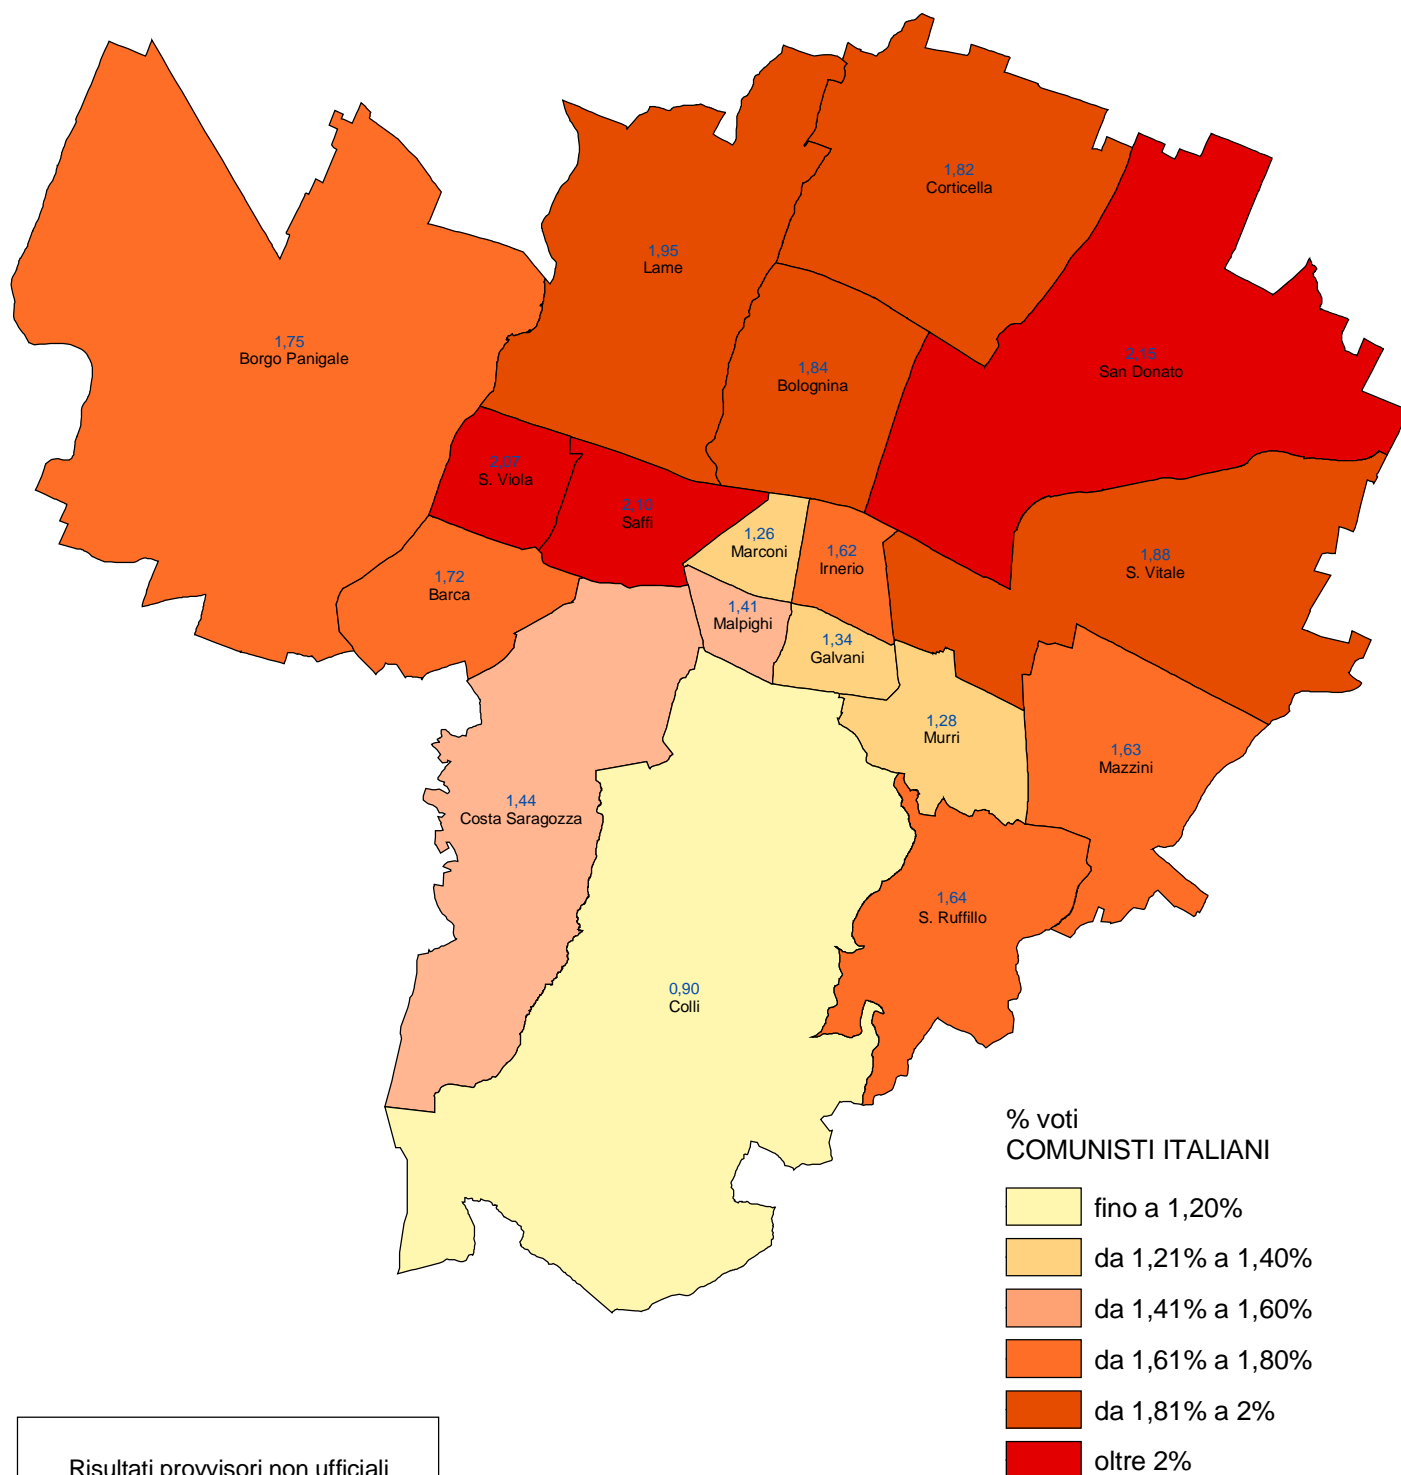 1,82
Corticella
1,95
Lame
1,75
Borgo Panigale
2,15
San Donato
1,84
Bolognina
2,07
S. Viola
2,10
Saffi
1,26
Marconi
1,62
Irnerio
1,88
S. Vitale
1,72
Barca
1,41
Malpighi
1,34
Galvani
1,28
Murri
1,63
Mazzini
1,44
Costa Saragozza
1,64
S. Ruffillo
0,90
Colli
% voti
COMUNISTI ITALIANI
fino a 1,20%
da 1,21% a 1,40%
da 1,41% a 1,60%
da 1,61% a 1,80%
da 1,81% a 2%
oltre 2%
Risultati provvisori non ufficiali